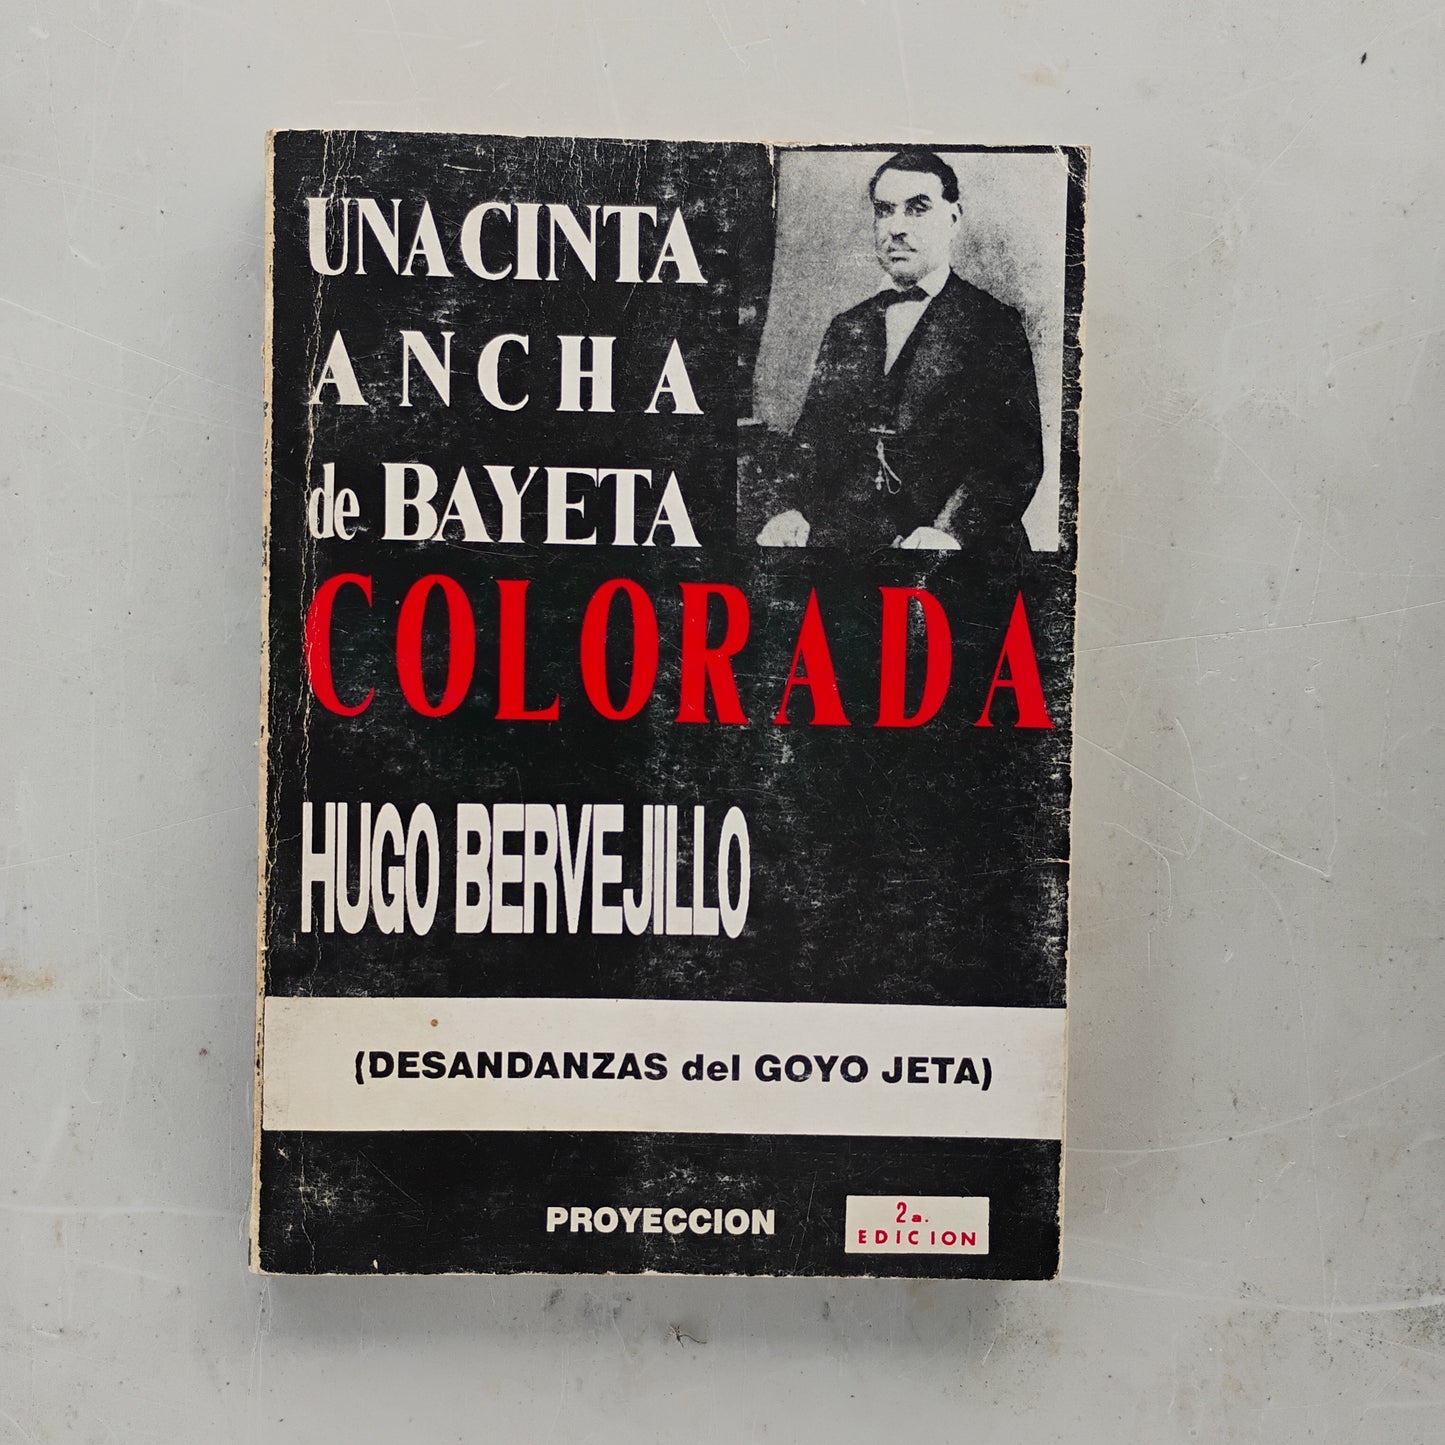 UNA CINTA
ANCHA
de BAYETA
COLORADA
HUGO BERVEJILLO
(DESANDANZAS del GOYO JETA)
PROYECCION
2a.
EDICION